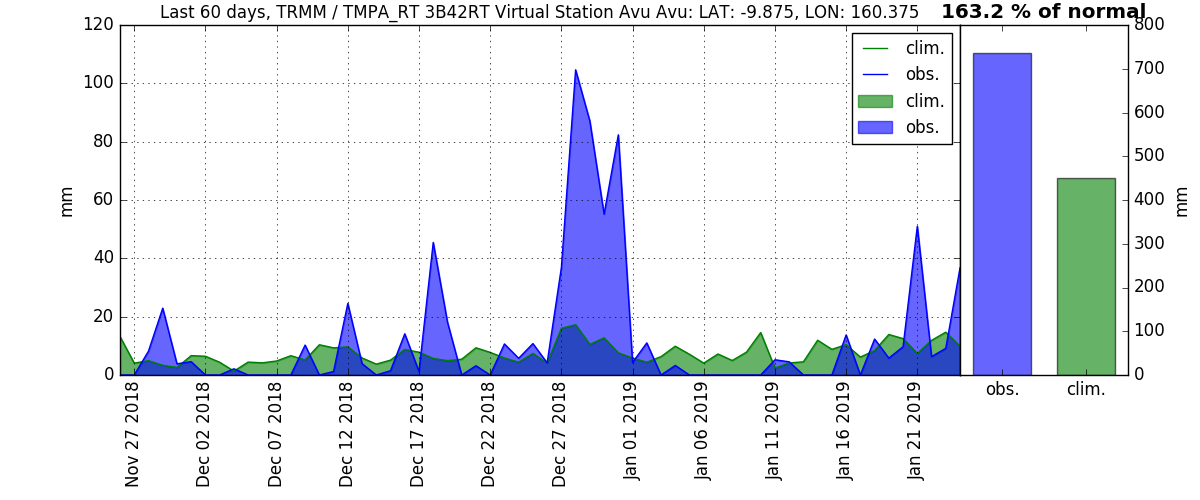 Last 60 days, TRMM / TMPA_RT 3B42RT Virtual Station Avu Avu: LAT: -9.875, LON: 160.375
163.2 % of normal
120
100
80
60
40
20
0
mm
clim.
obs.
clim.
obs.
800
700
600
500
400
300
200
100
0
mm
Nov 27 2018
Dec 02 2018
Dec 07 2018
Dec 12 2018
Dec 17 2018
Dec 22 2018
Dec 27 2018
Jan 01 2019
Jan 06 2019
Jan 11 2019
Jan 16 2019
Jan 21 2019
obs.
clim.